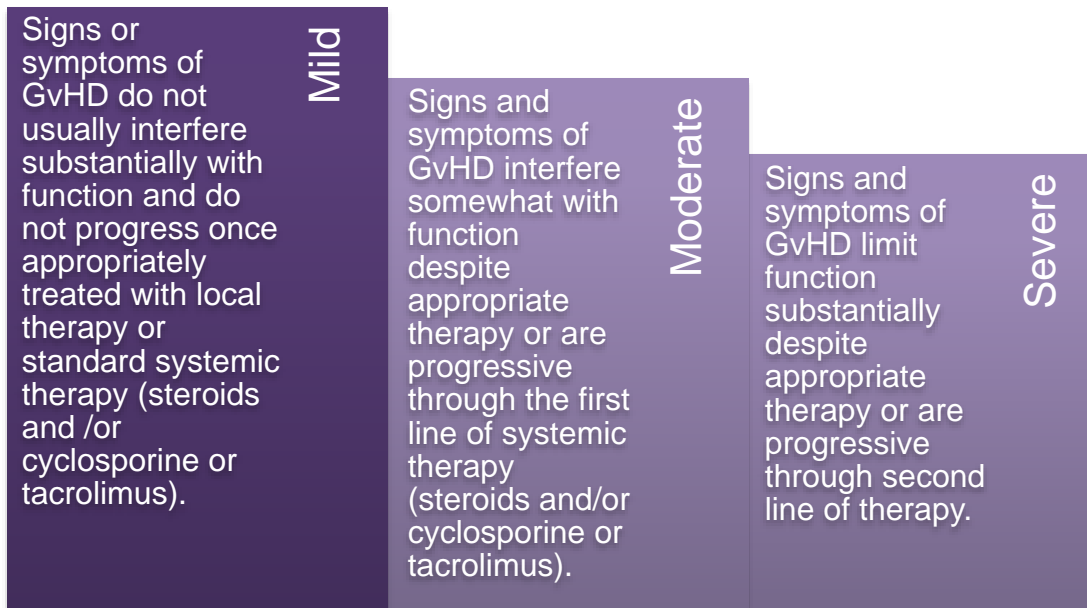 Signs or
symptoms of
GvHD do not
usually interfere
substantially with
function and do
not progress once
appropriately
treated with local
therapy or
standard systemic
therapy (steroids
and /or
cyclosporine or
tacrolimus).
Mild
Signs and
symptoms of
GvHD interfere
somewhat with
function
despite
appropriate
therapy or are
progressive
through the first
line of systemic
therapy
(steroids and/or
cyclosporine or
tacrolimus).
Moderate
Signs and
symptoms of
GvHD limit
function
substantially
despite
appropriate
therapy or are
progressive
through second
line of therapy.
Severe